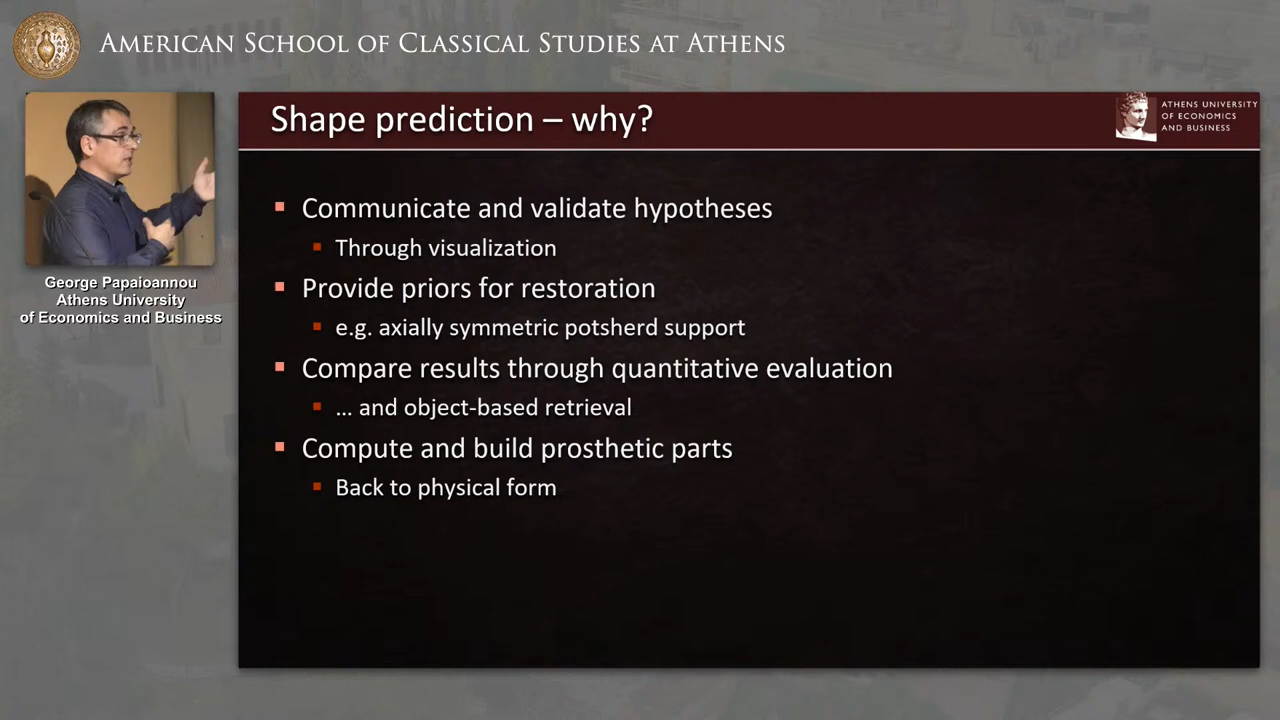 AMERICAN SCHOOL OF CLASSICAL STUDIES AT ATHENS
Shape prediction – why?
ATHENS UNIVERSITY
OF ECONOMICS
AND BUSINESS
George Papaioannou
Athens University
of Economics and Business
▪ Communicate and validate hypotheses
▪ Through visualization
▪ Provide priors for restoration
▪ e.g. axially symmetric potsherd support
▪ Compare results through quantitative evaluation
▪ ... and object-based retrieval
▪ Compute and build prosthetic parts
▪ Back to physical form